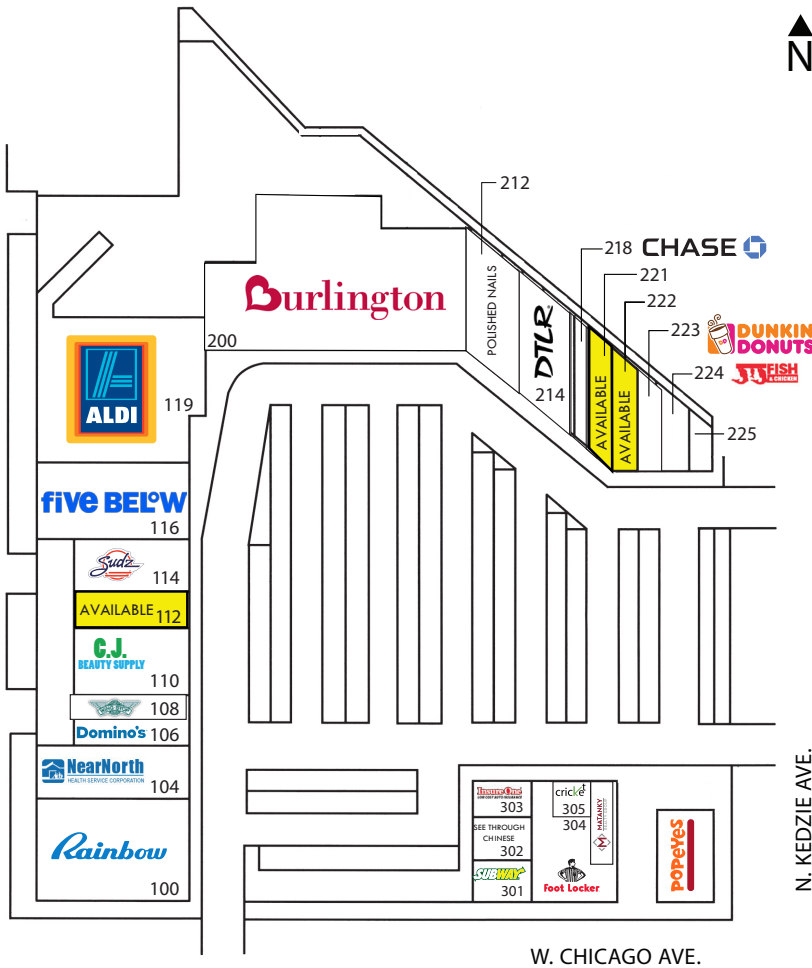 N
212
218 CHASE
221
222
223 DUNKIN'
DONUTS
224 JJ FISH
& CHICKEN
225
Burlington
200
POLISHED NAILS
DTLR
214
AVAILABLE
AVAILABLE
ALDI
119
five BEL°W
116
Sudz
114
AVAILABLE 112
C.J.
BEAUTY SUPPLY
110
108
Domino's 106
NearNorth
HEALTH SERVICE CORPORATION
104
Rainbow
100
InsureOne
303
SEE THROUGH
CHINESE
302
SUBWAY
301
cricket
305
304
MATANKY
Foot Locker
POPEYES
N. KEDZIE AVE.
W. CHICAGO AVE.